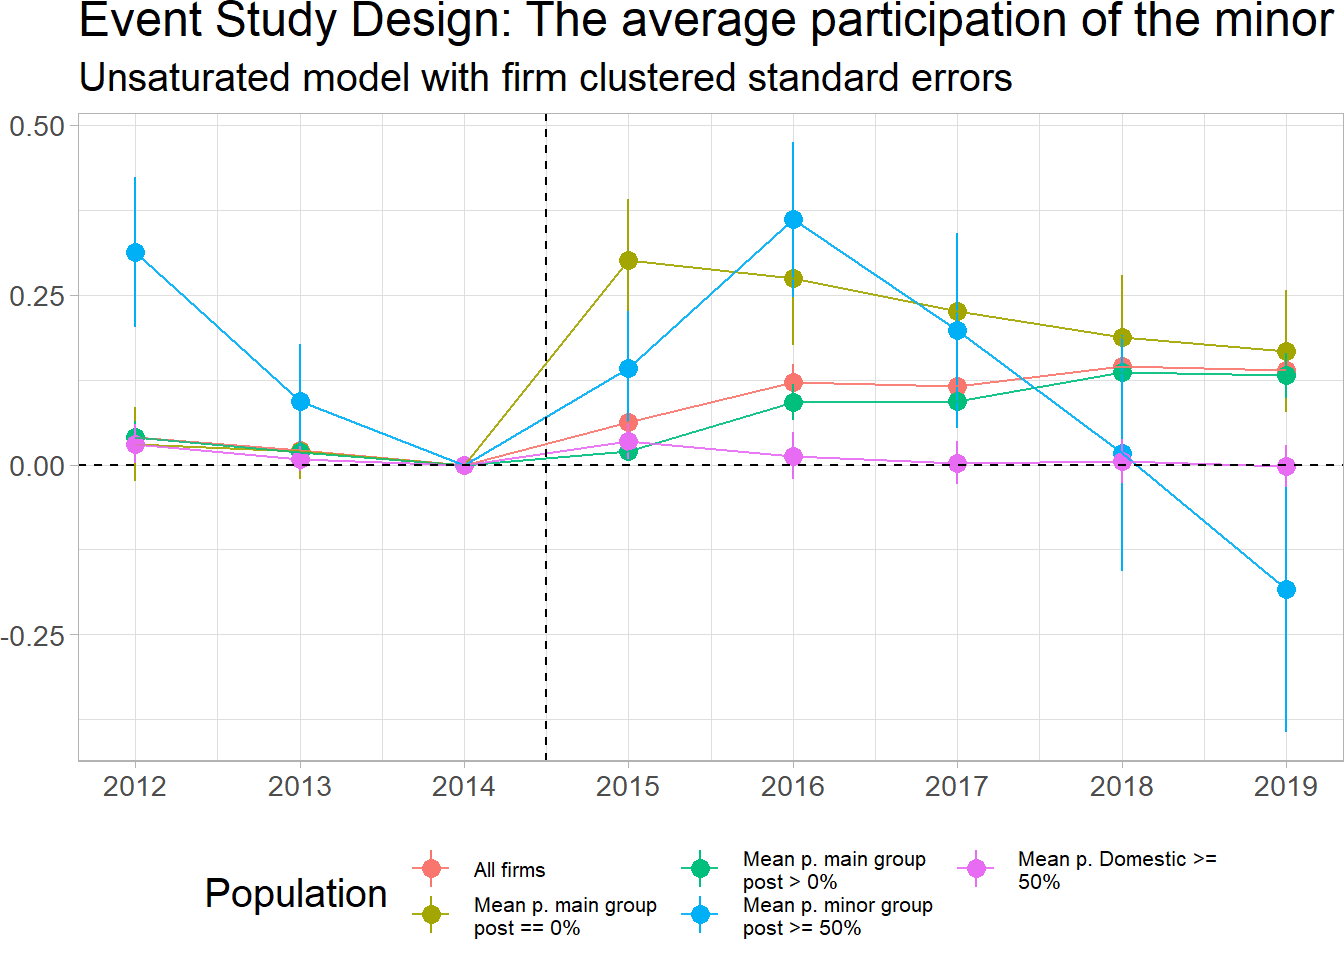 Event Study Design: The average participation of the minor
Unsaturated model with firm clustered standard errors
0.50
0.25
0.00
-0.25
2012 2013 2014 2015 2016 2017 2018 2019
Population
All firms
Mean p. main group
post == 0%
Mean p. main group
post > 0%
Mean p. minor group
post >= 50%
Mean p. Domestic >=
50%